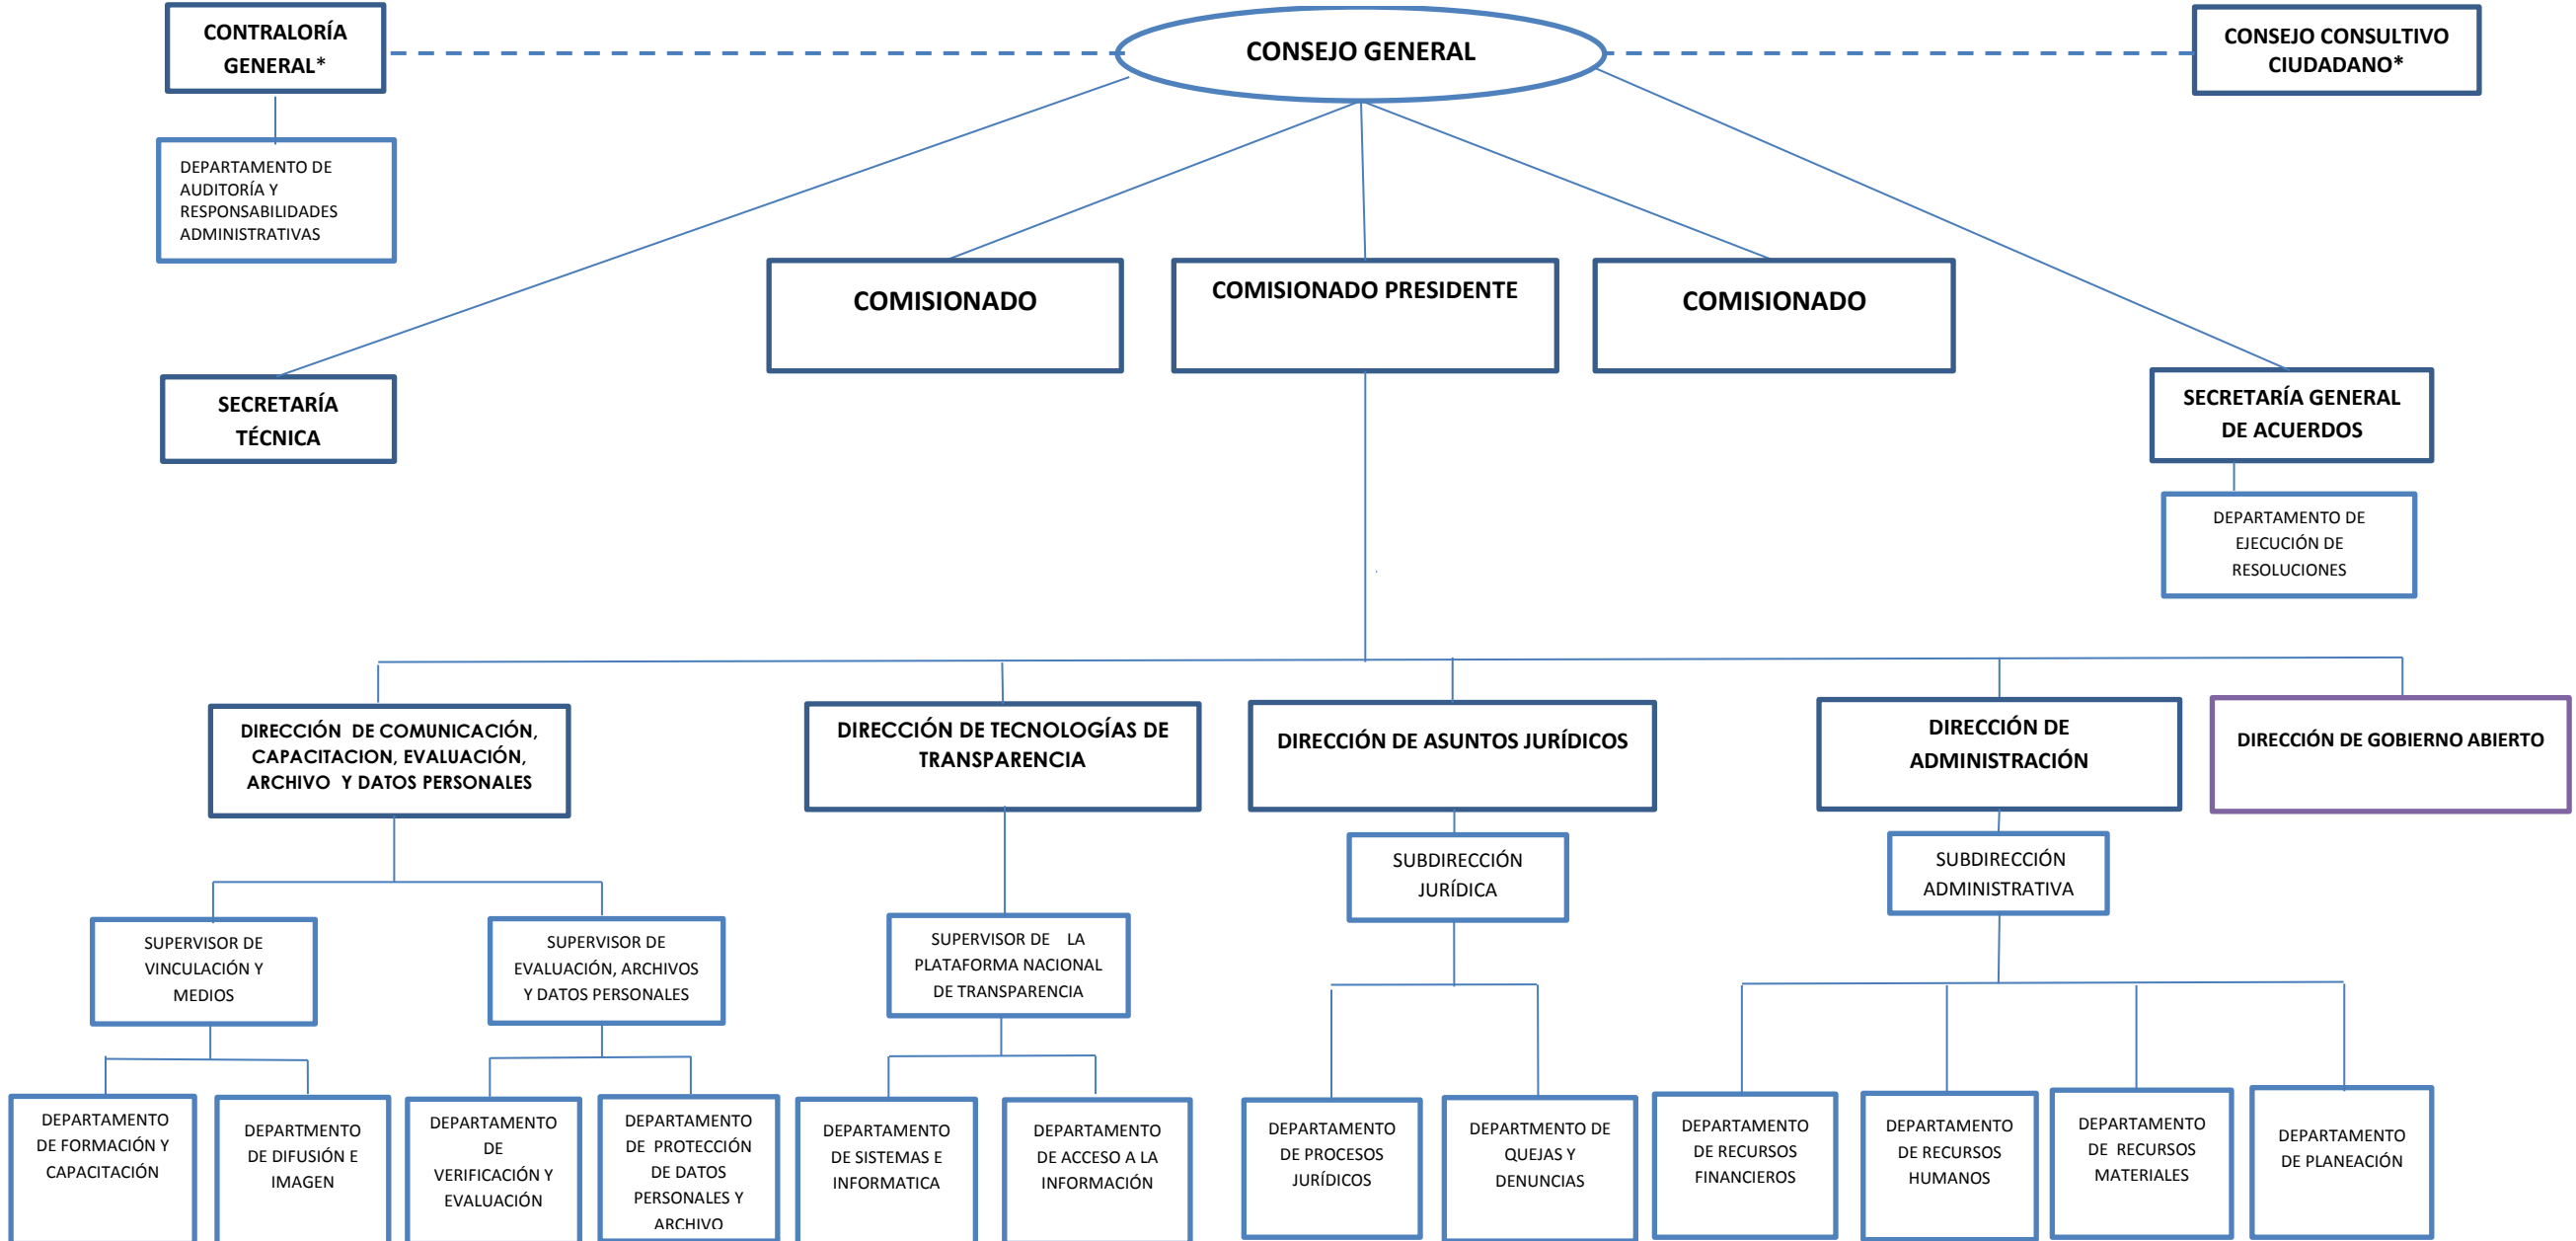 CONTRALORÍA
GENERAL*
CONSEJO GENERAL
CONSEJO CONSULTIVO
CIUDADANO*
DEPARTAMENTO DE
AUDITORÍA Y
RESPONSABILIDADES
ADMINISTRATIVAS
COMISIONADO
COMISIONADO PRESIDENTE
COMISIONADO
SECRETARÍA
TÉCNICA
SECRETARÍA GENERAL
DE ACUERDOS
DEPARTAMENTO DE
EJECUCIÓN DE
RESOLUCIONES
DIRECCIÓN DE COMUNICACIÓN,
CAPACITACION, EVALUACIÓN,
ARCHIVO Y DATOS PERSONALES
DIRECCIÓN DE TECNOLOGÍAS DE
TRANSPARENCIA
DIRECCIÓN DE ASUNTOS JURÍDICOS
DIRECCIÓN DE
ADMINISTRACIÓN
DIRECCIÓN DE GOBIERNO ABIERTO
SUBDIRECCIÓN
JURÍDICA
SUBDIRECCIÓN
ADMINISTRATIVA
SUPERVISOR DE
VINCULACIÓN Y
MEDIOS
SUPERVISOR DE
EVALUACIÓN, ARCHIVOS
Y DATOS PERSONALES
SUPERVISOR DE LA
PLATAFORMA NACIONAL
DE TRANSPARENCIA
DEPARTAMENTO
DE FORMACIÓN Y
CAPACITACIÓN
DEPARTMENTO
DE DIFUSIÓN E
IMAGEN
DEPARTAMENTO
DE
VERIFICACIÓN Y
EVALUACIÓN
DEPARTAMENTO
DE PROTECCIÓN
DE DATOS
PERSONALES Y
ARCHIVO
DEPARTAMENTO
DE SISTEMAS E
INFORMATICA
DEPARTAMENTO
DE ACCESO A LA
INFORMACIÓN
DEPARTAMENTO
DE PROCESOS
JURÍDICOS
DEPARTMENTO DE
QUEJAS Y
DENUNCIAS
DEPARTAMENTO
DE RECURSOS
FINANCIEROS
DEPARTAMENTO
DE RECURSOS
HUMANOS
DEPARTAMENTO
DE RECURSOS
MATERIALES
DEPARTAMENTO
DE PLANEACIÓN